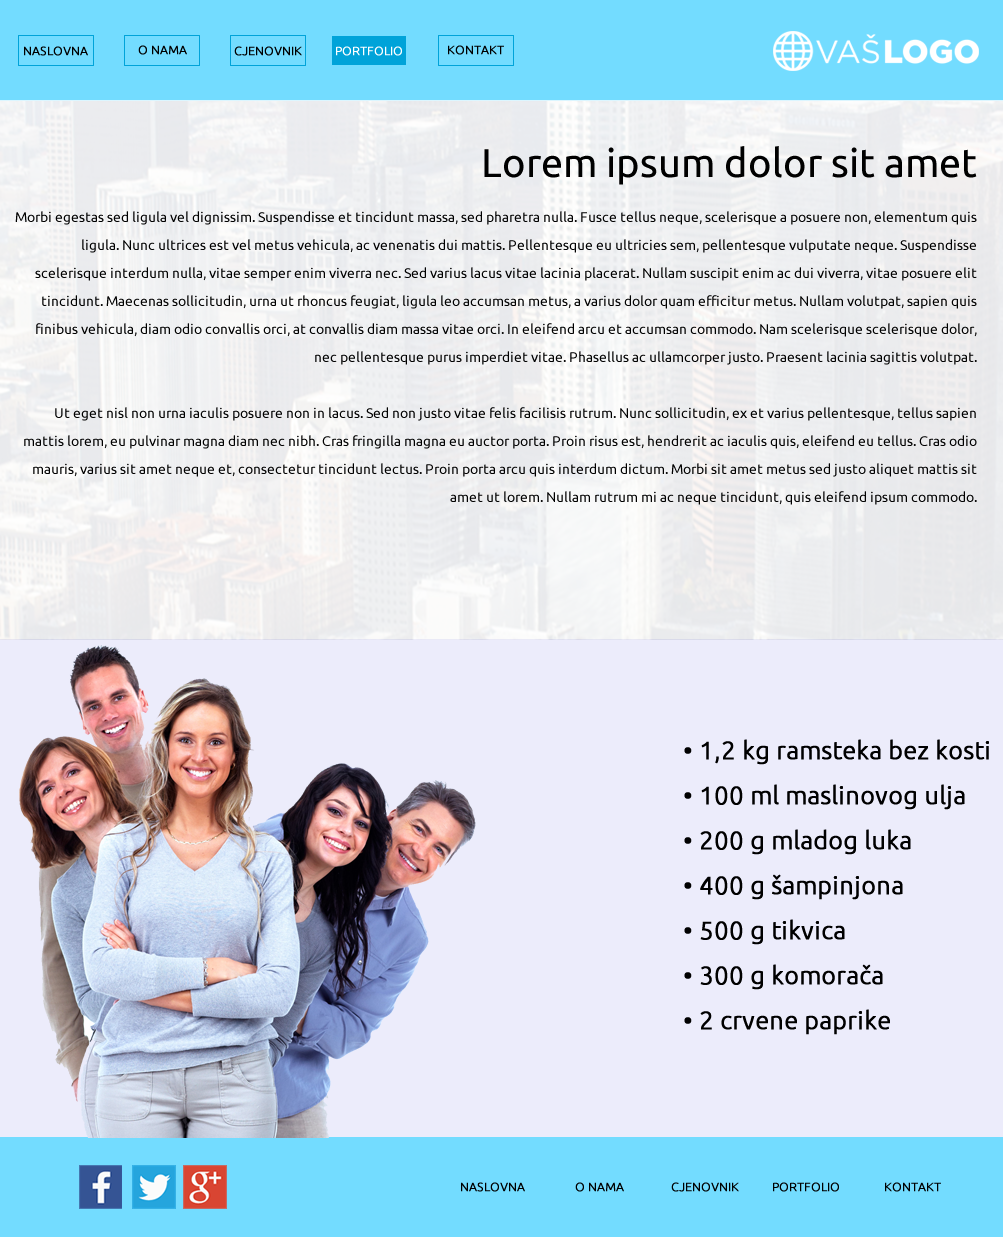 NASLOVNA O NAMA CJENOVNIK PORTFOLIO KONTAKT VAŠLOGO
Lorem ipsum dolor sit amet
Morbi egestas sed ligula vel dignissim. Suspendisse et tincidunt massa, sed pharetra nulla. Fusce tellus neque, scelerisque a posuere non, elementum quis
ligula. Nunc ultrices est vel metus vehicula, ac venenatis dui mattis. Pellentesque eu ultricies sem, pellentesque vulputate neque. Suspendisse
scelerisque interdum nulla, vitae semper enim viverra nec. Sed varius lacus vitae lacinia placerat. Nullam suscipit enim ac dui viverra, vitae posuere elit
tincidunt. Maecenas sollicitudin, urna ut rhoncus feugiat, ligula leo accumsan metus, a varius dolor quam efficitur metus. Nullam volutpat, sapien quis
finibus vehicula, diam odio convallis orci, at convallis diam massa vitae orci. In eleifend arcu et accumsan commodo. Nam scelerisque scelerisque dolor,
nec pellentesque purus imperdiet vitae. Phasellus ac ullamcorper justo. Praesent lacinia sagittis volutpat.
Ut eget nisl non urna iaculis posuere non in lacus. Sed non justo vitae felis facilisis rutrum. Nunc sollicitudin, ex et varius pellentesque, tellus sapien
mattis lorem, eu pulvinar magna diam nec nibh. Cras fringilla magna eu auctor porta. Proin risus est, hendrerit ac iaculis quis, eleifend eu tellus. Cras odio
mauris, varius sit amet neque et, consectetur tincidunt lectus. Proin porta arcu quis interdum dictum. Morbi sit amet metus sed justo aliquet mattis sit
amet ut lorem. Nullam rutrum mi ac neque tincidunt, quis eleifend ipsum commodo.
• 1,2 kg ramsteka bez kosti
• 100 ml maslinovog ulja
• 200 g mladog luka
• 400 g šampinjona
• 500 g tikvica
• 300 g komorača
• 2 crvene paprike
f g+ NASLOVNA O NAMA CJENOVNIK PORTFOLIO KONTAKT